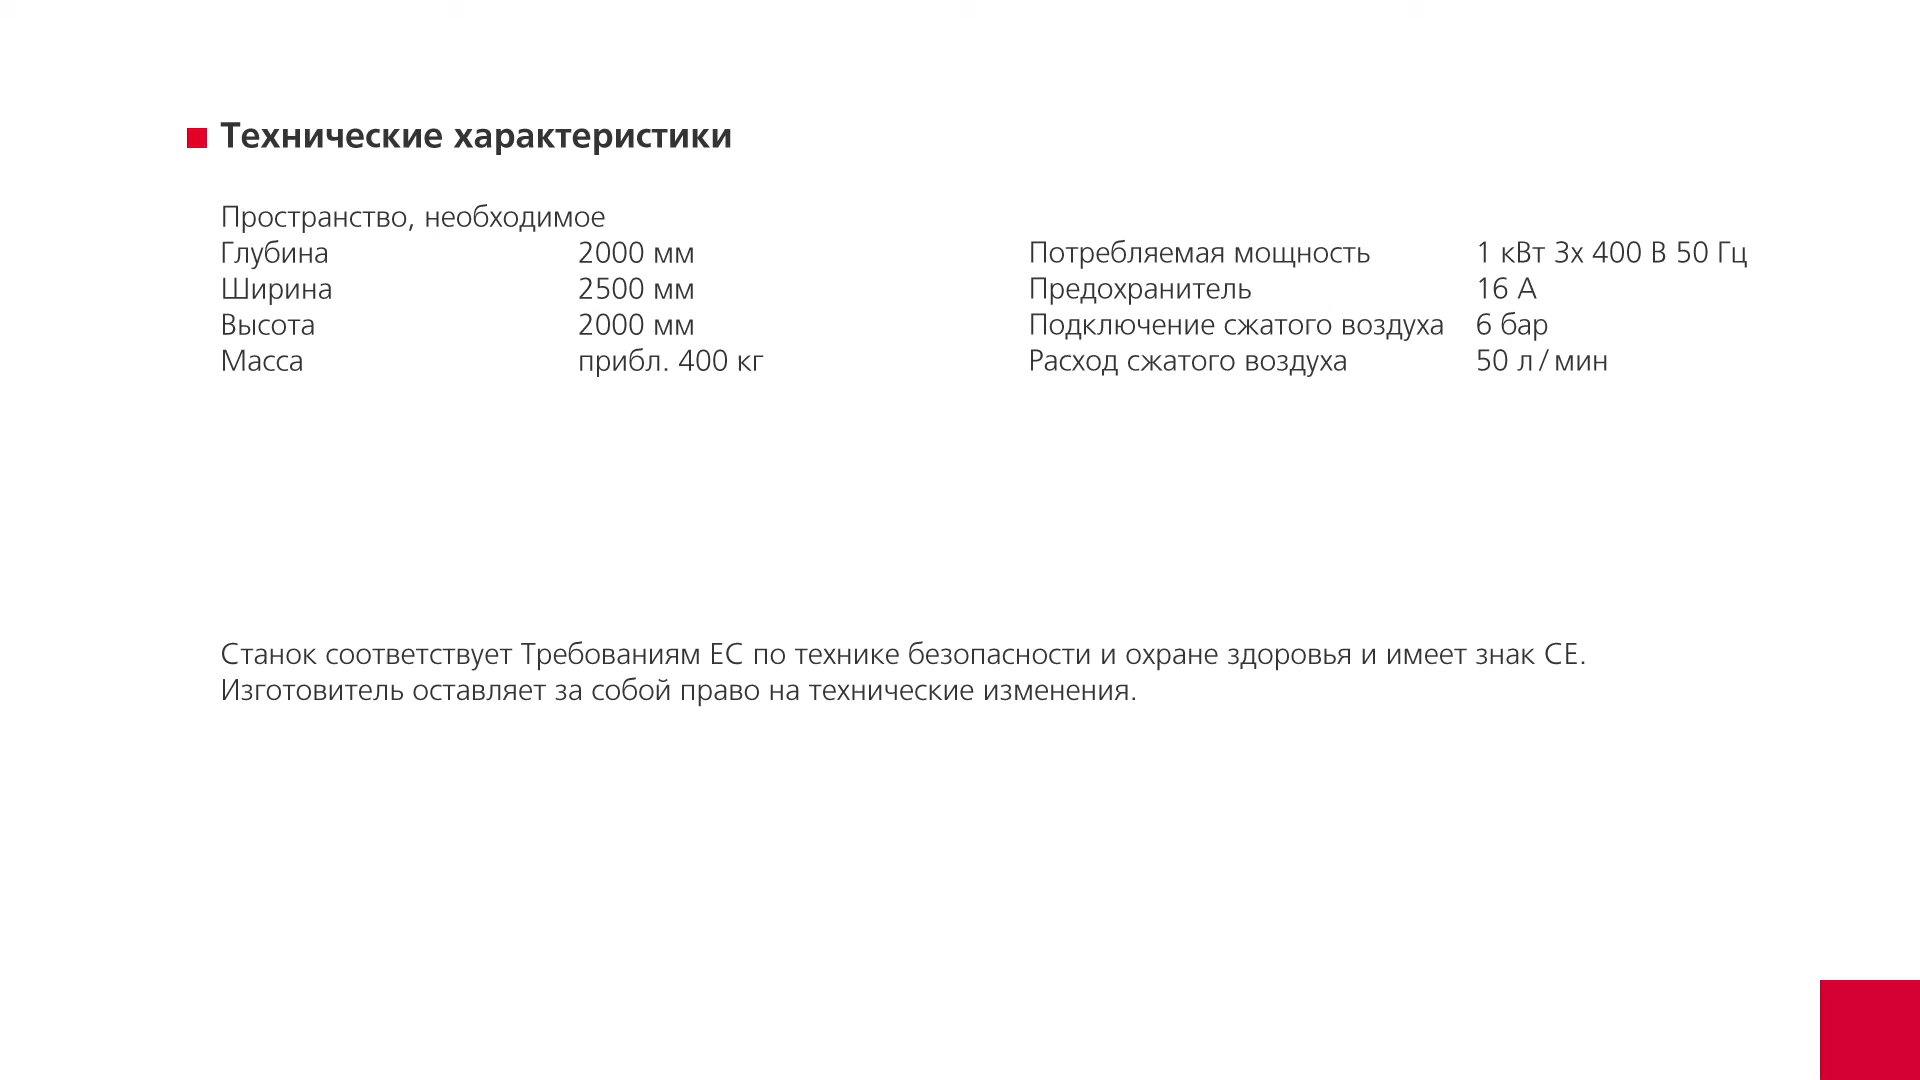 Технические характеристики
Пространство, необходимое
Глубина 2000 мм
Ширина 2500 мм
Высота 2000 мм
Масса прибл. 400 кг
Потребляемая мощность 1 кВт 3x 400 В 50 Гц
Предохранитель 16 А
Подключение сжатого воздуха 6 бар
Расход сжатого воздуха 50 л / мин
Станок соответствует Требованиям ЕС по технике безопасности и охране здоровья и имеет знак CE.
Изготовитель оставляет за собой право на технические изменения.